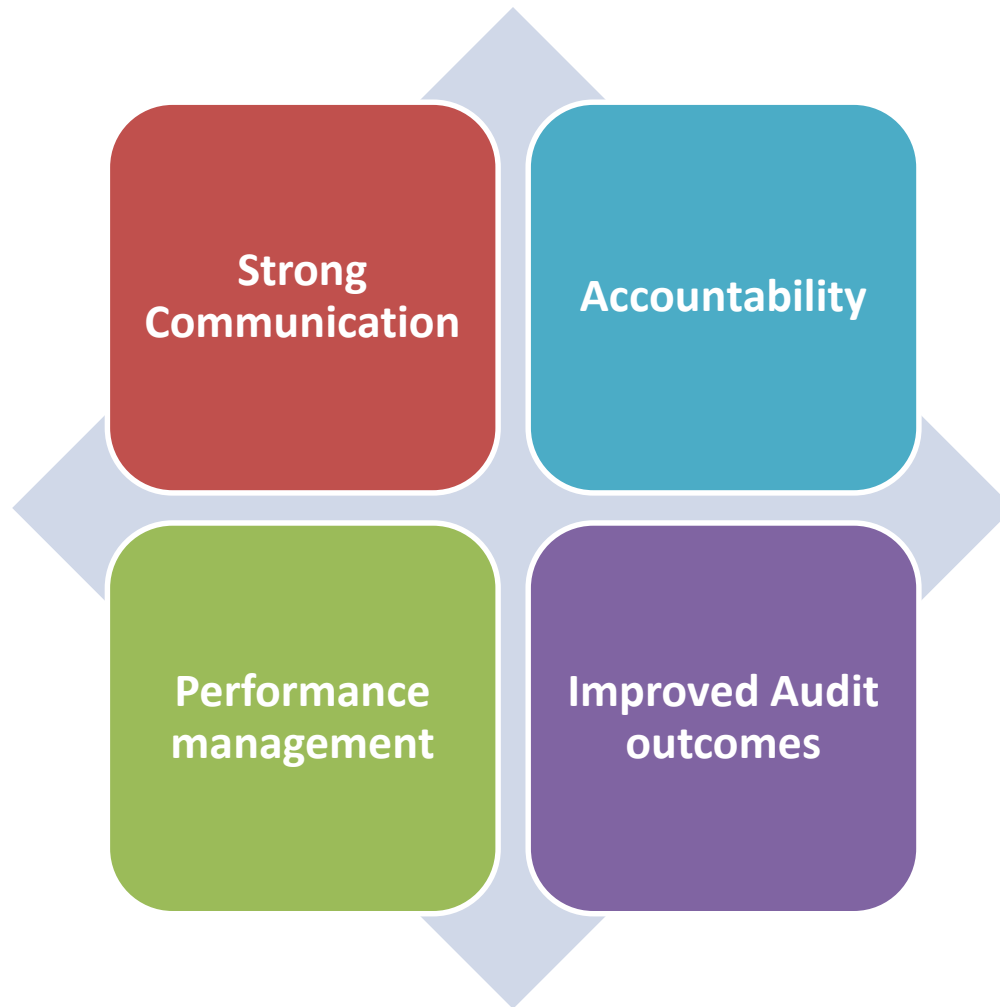 Strong
Communication
Accountability
Performance
management
Improved Audit
outcomes